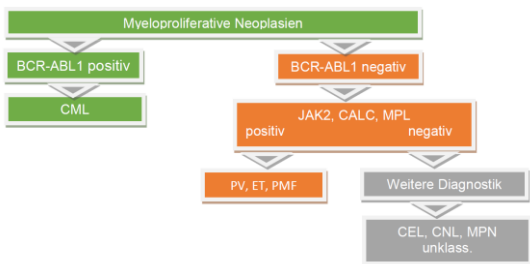 Myeloproliferative Neoplasien
BCR-ABL1 positiv
BCR-ABL1 negativ
CML
JAK2, CALC, MPL
positiv negativ
PV, ET, PMF
Weitere Diagnostik
CEL, CNL, MPN
unklass.